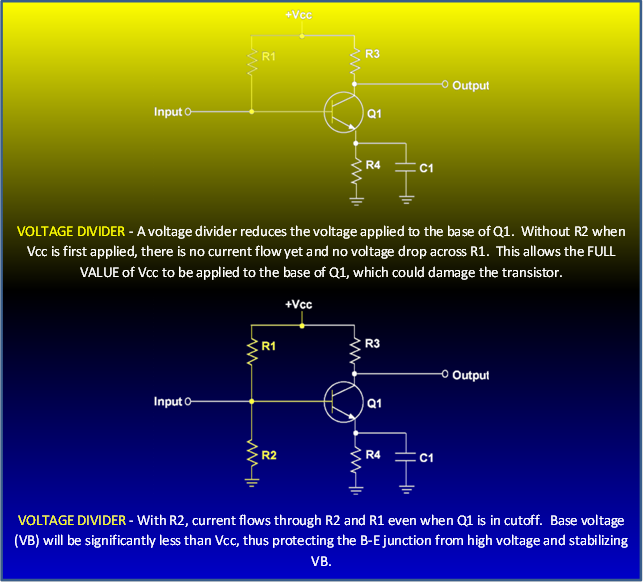 +Vcc
R1
R3
Output
Input
Q1
R4
C1
VOLTAGE DIVIDER - A voltage divider reduces the voltage applied to the base of Q1. Without R2 when
Vcc is first applied, there is no current flow yet and no voltage drop across R1. This allows the FULL
VALUE of Vcc to be applied to the base of Q1, which could damage the transistor.
+Vcc
R1
R3
Output
Input
Q1
R2
R4
C1
VOLTAGE DIVIDER - With R2, current flows through R2 and R1 even when Q1 is in cutoff. Base voltage
(VB) will be significantly less than Vcc, thus protecting the B-E junction from high voltage and stabilizing
VB.